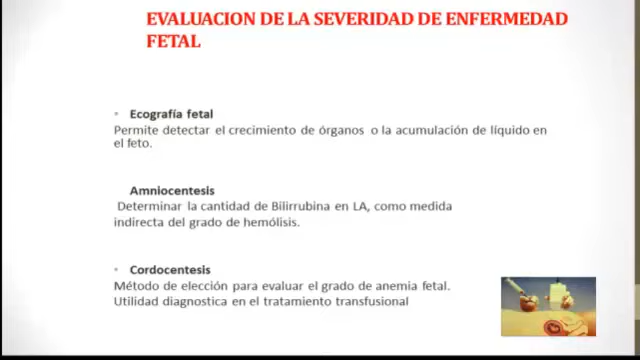 EVALUACION DE LA SEVERIDAD DE ENFERMEDAD
FETAL
Ecografía fetal
Permite detectar el crecimiento de órganos o la acumulación de líquido en
el feto.
Amniocentesis
Determinar la cantidad de Bilirrubina en LA, como medida
indirecta del grado de hemólisis.
Cordocentesis
Método de elección para evaluar el grado de anemia fetal.
Utilidad diagnostica en el tratamiento transfusional